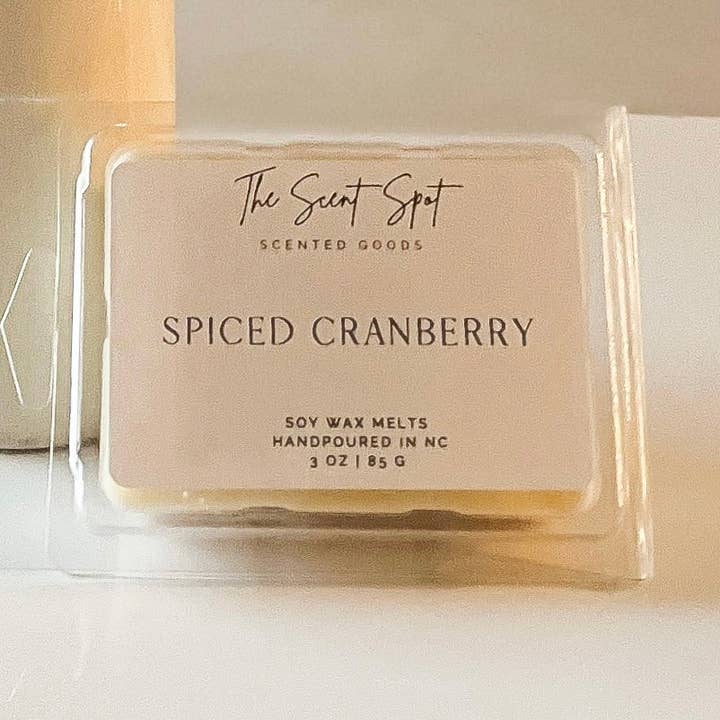 The Scent Spot
SCENTED GOODS
SPICED CRANBERRY
SOY WAX MELTS
HANDPOURED IN NC
3 OZ | 85 G